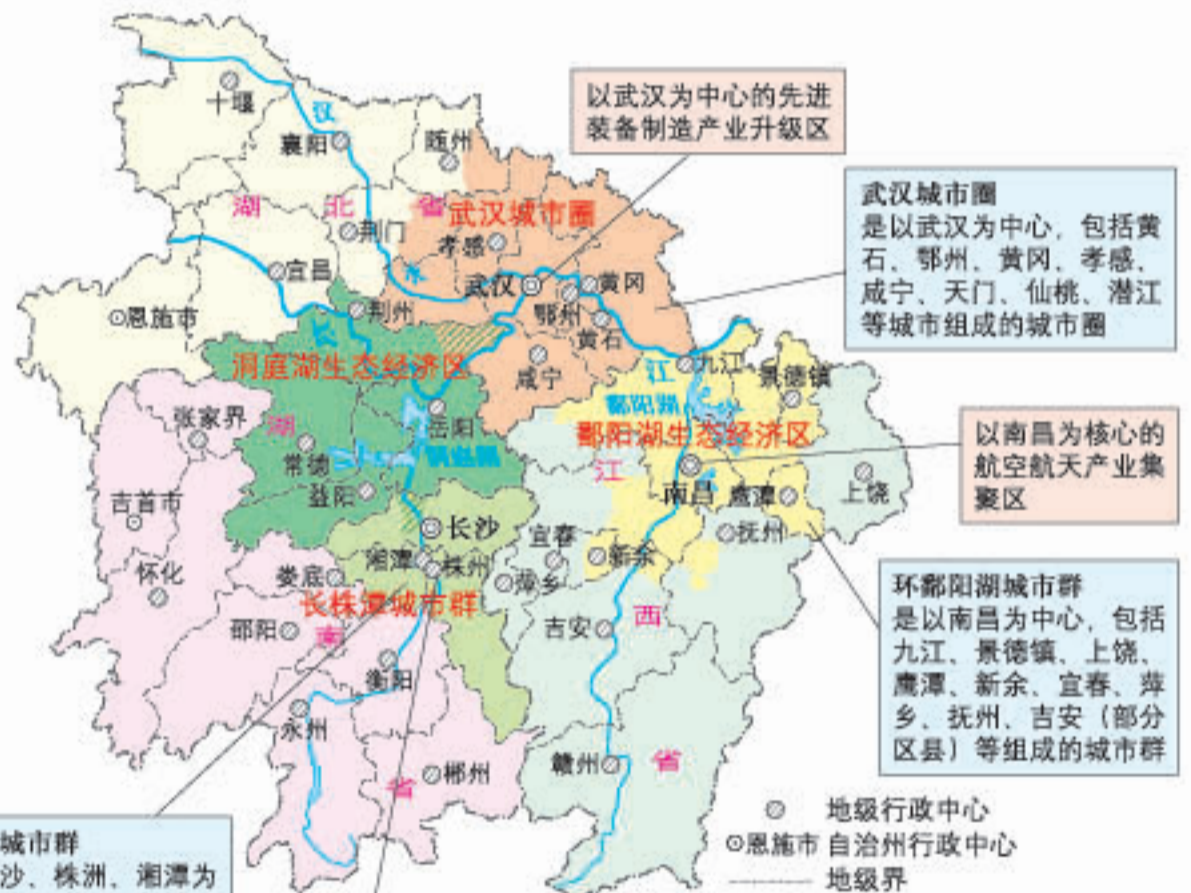 十堰
汉
襄阳
随州
以武汉为中心的先进
装备制造产业升级区
湖 北 省
武汉城市圈
荆门
孝感
水
武汉城市圈
是以武汉为中心，包括黄
石、鄂州、黄冈、孝感、
咸宁、天门、仙桃、潜江
等城市组成的城市圈
宜昌
武汉
黄冈
恩施市
荆州
鄂州
长
黄石
洞庭湖生态经济区
咸宁
江
九江
景德镇
鄱阳湖
鄱阳湖生态经济区
张家界
湖
岳阳
常德
洞庭湖
江
以南昌为核心的
航空航天产业集
聚区
益阳
南昌
鹰潭
上饶
吉首市
长沙
宜春
抚州
湘潭
株州
新余
怀化
娄底
萍乡
长株潭城市群
环鄱阳湖城市群
是以南昌为中心，包括
九江、景德镇、上饶、
鹰潭、新余、宜春、萍
乡、抚州、吉安（部分
区县）等组成的城市群
邵阳
南
吉安
西
衡阳
永州
赣州
省
郴州
省
城市群
沙、株洲、湘潭为
地级行政中心
恩施市 自治州行政中心
地级界